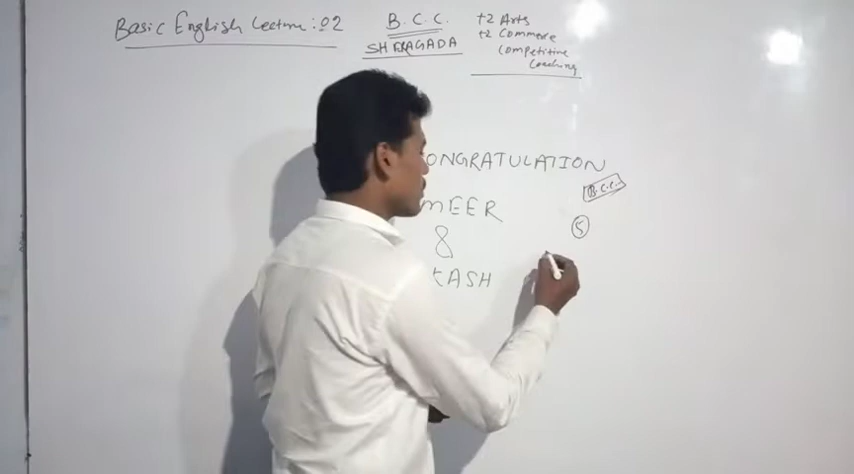 Basic English Lecture : 02
B.C.C.
SHERAGADA
+2 Arts
+2 Commerce
Competitive
Coaching
ONGRATULATION
B.C.C.
MEER
5
&
KASH